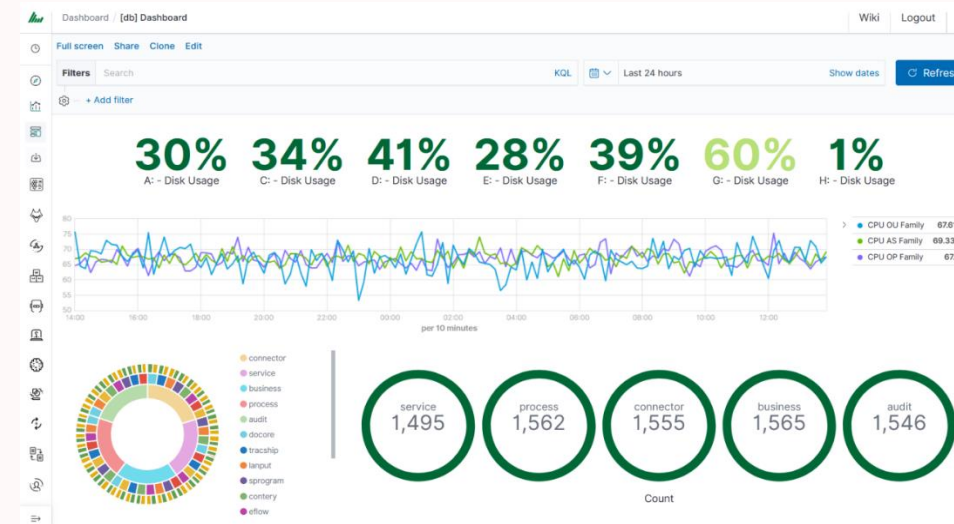 Dashboard / [db] Dashboard
Wiki Logout
Full screen Share Clone Edit
Filters Search KQL Last 24 hours Show dates Refres
+ Add filter
30% 34% 41% 28% 39% 60% 1%
A: - Disk Usage C: - Disk Usage D: - Disk Usage E: - Disk Usage F: - Disk Usage G: - Disk Usage H: - Disk Usage
80
75
70
65
60
55
50
14:00 16:00 18:00 20:00 22:00 00:00 02:00 04:00 06:00 08:00 10:00 12:00
per 10 minutes
CPU OU Family 67.6
CPU AS Family 69.33
CPU OP Family 67.
connector
service
business
process
audit
docore
tracship
lanput
sprogram
contery
eflow
service process connector business audit
1,495 1,562 1,555 1,565 1,546
Count